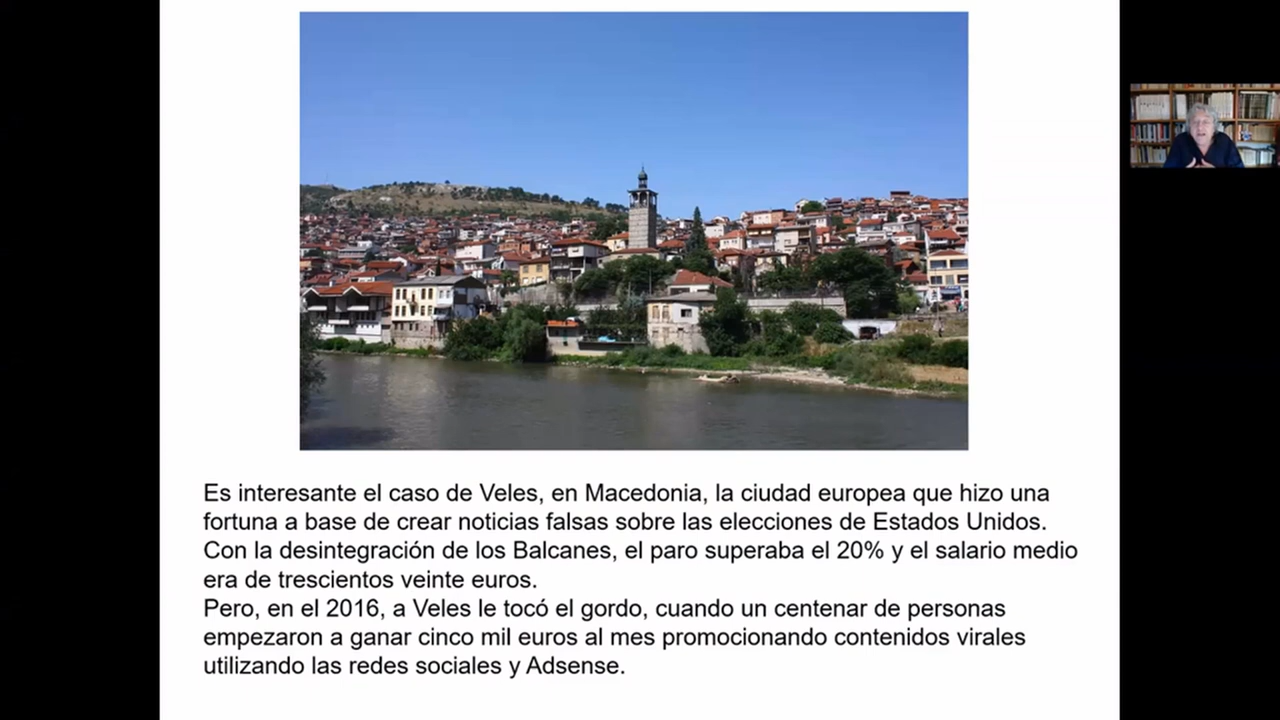 Es interesante el caso de Veles, en Macedonia, la ciudad europea que hizo una
fortuna a base de crear noticias falsas sobre las elecciones de Estados Unidos.
Con la desintegración de los Balcanes, el paro superaba el 20% y el salario medio
era de trescientos veinte euros.
Pero, en el 2016, a Veles le tocó el gordo, cuando un centenar de personas
empezaron a ganar cinco mil euros al mes promocionando contenidos virales
utilizando las redes sociales y Adsense.